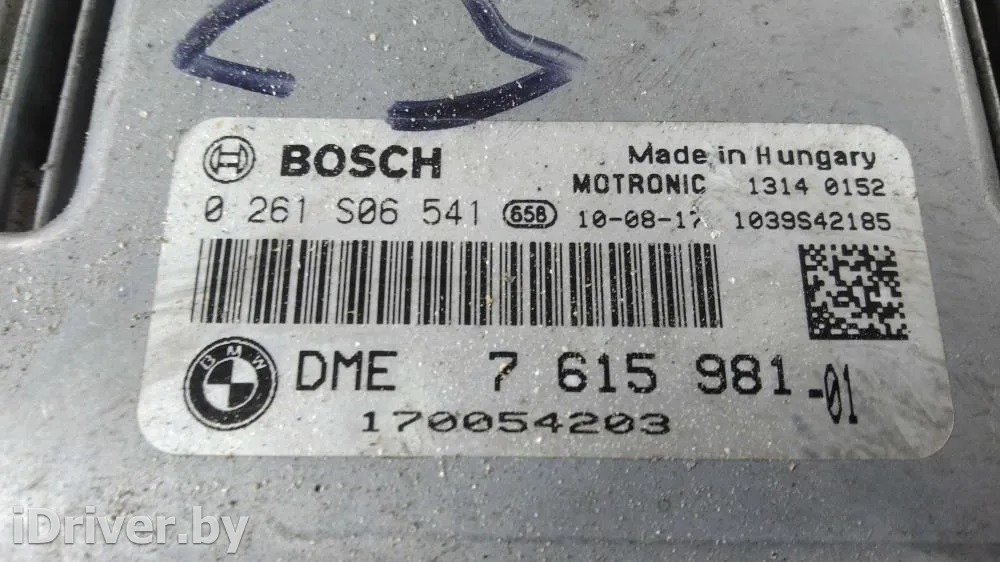 BOSCH
Made in Hungary
MOTRONIC 1314 0152
0 261 S06 541 658 10-08-17 1039S42185
BMW
DME 7 615 981-01
170054203
iDriver.by